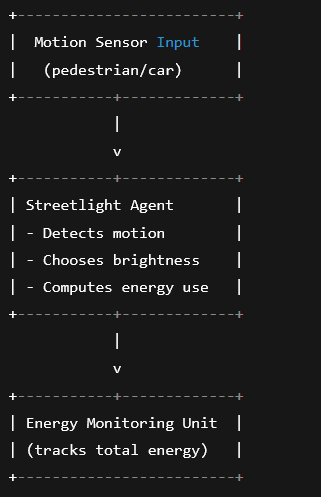 +-----------+------------+
| Motion Sensor Input |
| (pedestrian/car) |
+-----------+------------+
|
v
+-----------+------------+
| Streetlight Agent |
| - Detects motion |
| - Chooses brightness |
| - Computes energy use |
+-----------+------------+
|
v
+-----------+------------+
| Energy Monitoring Unit |
| (tracks total energy) |
+------------------------+